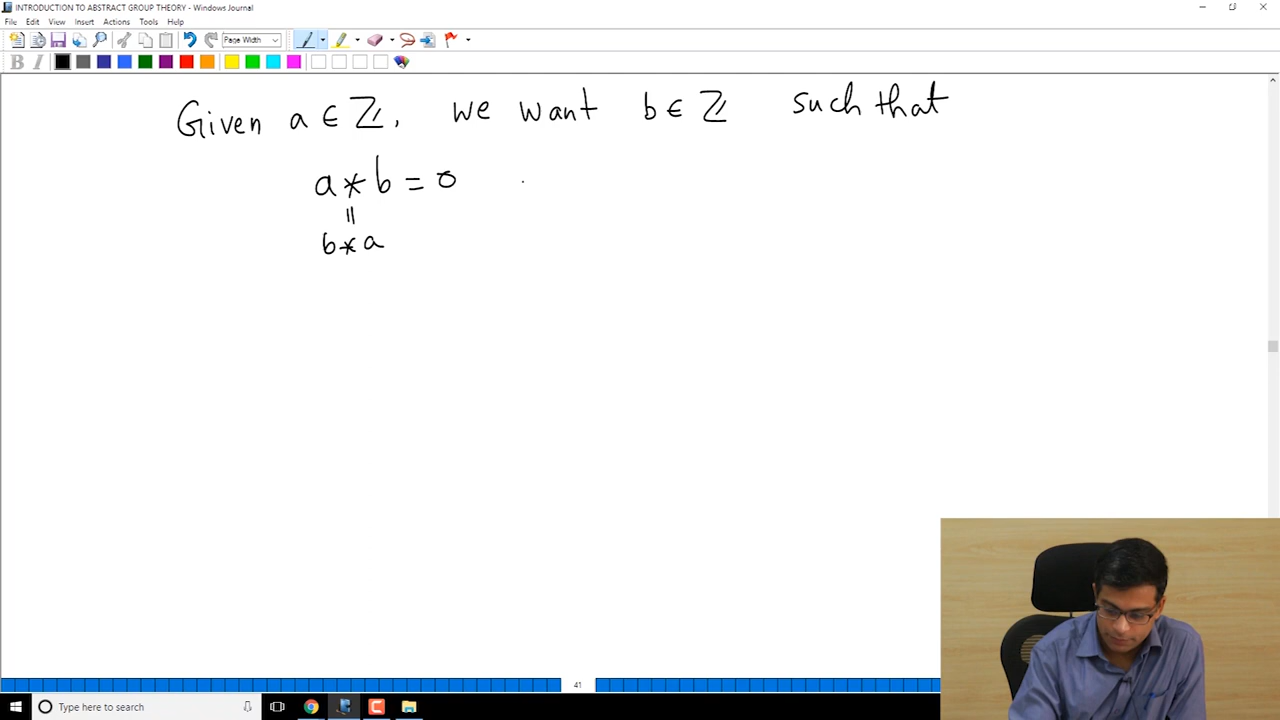 INTRODUCTION TO ABSTRACT GROUP THEORY - Windows Journal
File Edit View Insert Actions Tools Help
Page Width
B I
Given a ∈ ℤ, we want b ∈ ℤ such that
a * b = 0
||
b * a
41
Type here to search